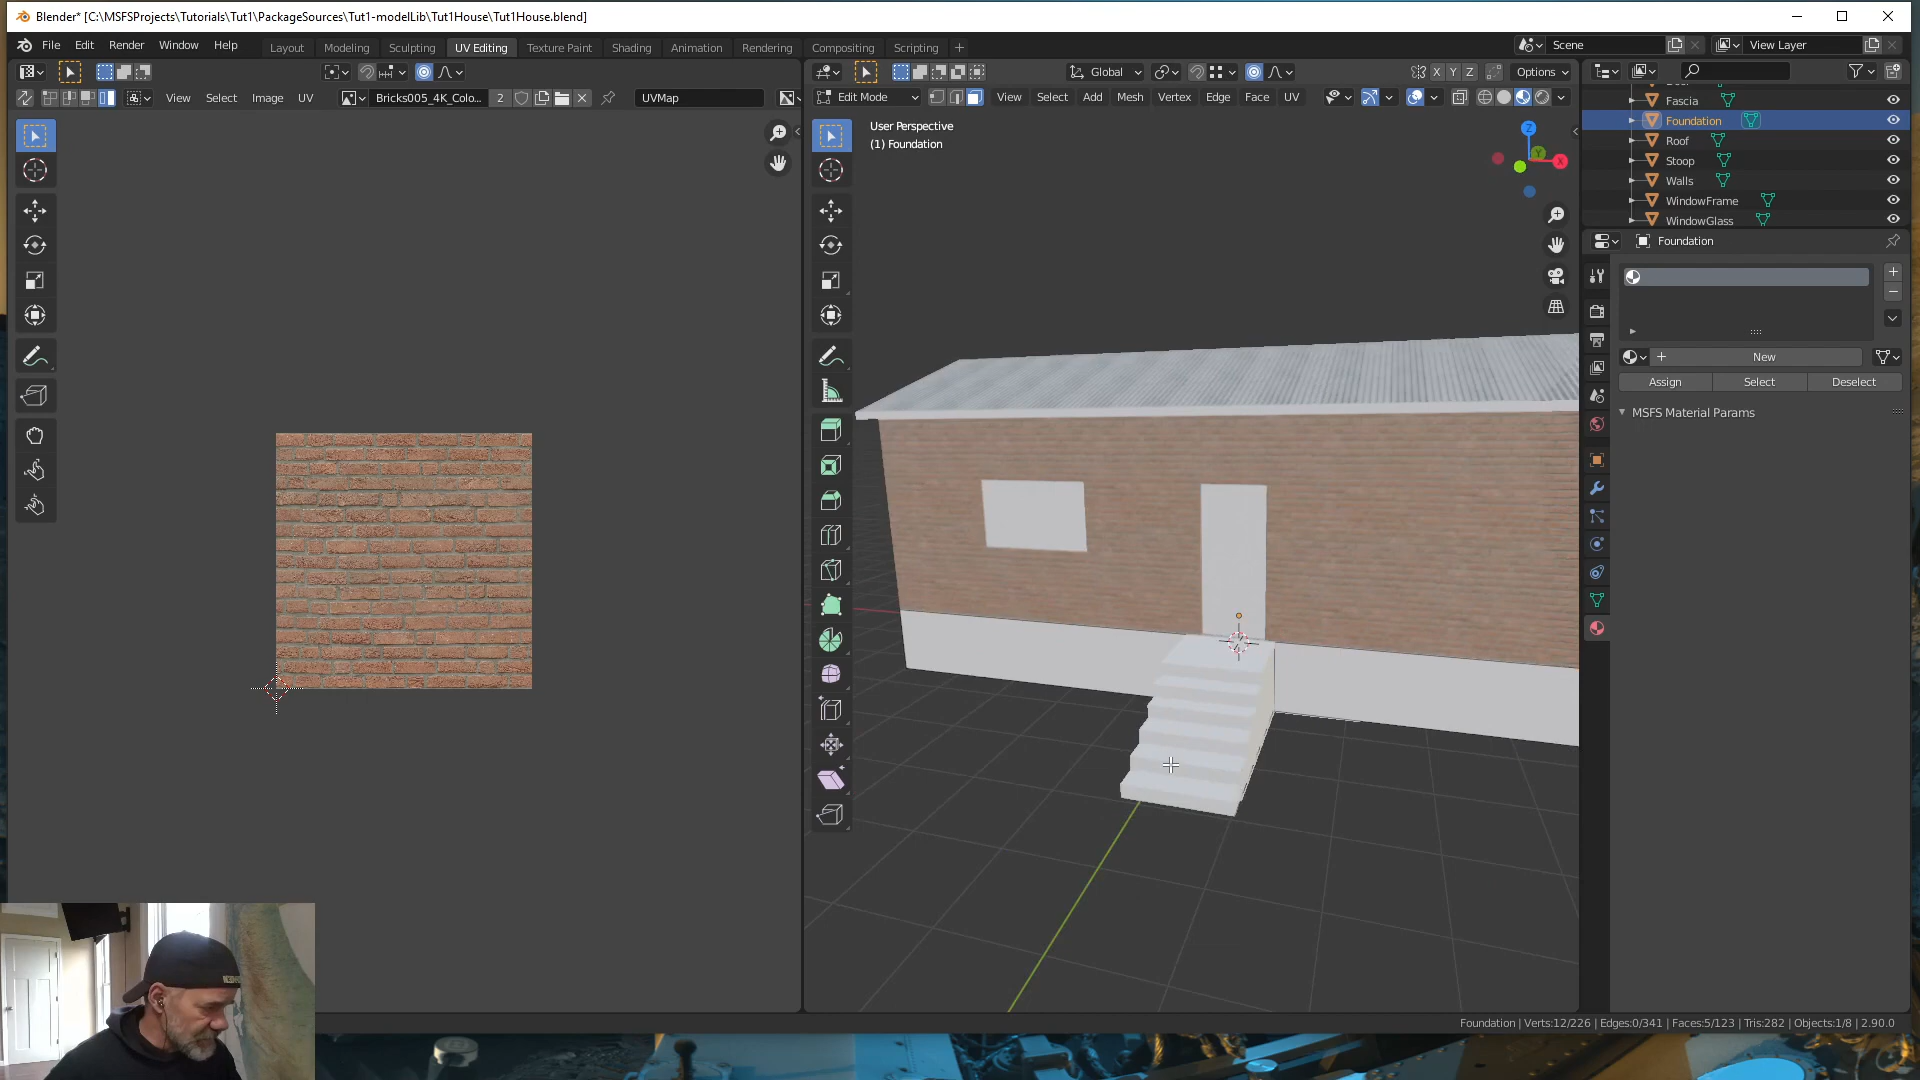 Blender* [C:\MSFSProjects\Tutorials\Tut1\PackageSources\Tut1-modelLib\Tut1House\Tut1House.blend]
File Edit Render Window Help Layout Modeling Sculpting UV Editing Texture Paint Shading Animation Rendering Compositing Scripting + Scene View Layer
Global X Y Z Options
View Select Image UV Bricks005_4K_Colo... 2 UVMap Edit Mode View Select Add Mesh Vertex Edge Face UV
User Perspective
(1) Foundation
Z
Y
X
Fascia
Foundation
Roof
Stoop
Walls
WindowFrame
WindowGlass
Foundation
New
Assign Select Deselect
MSFS Material Params
Foundation | Verts:12/226 | Edges:0/341 | Faces:5/123 | Tris:282 | Objects:1/8 | 2.90.0